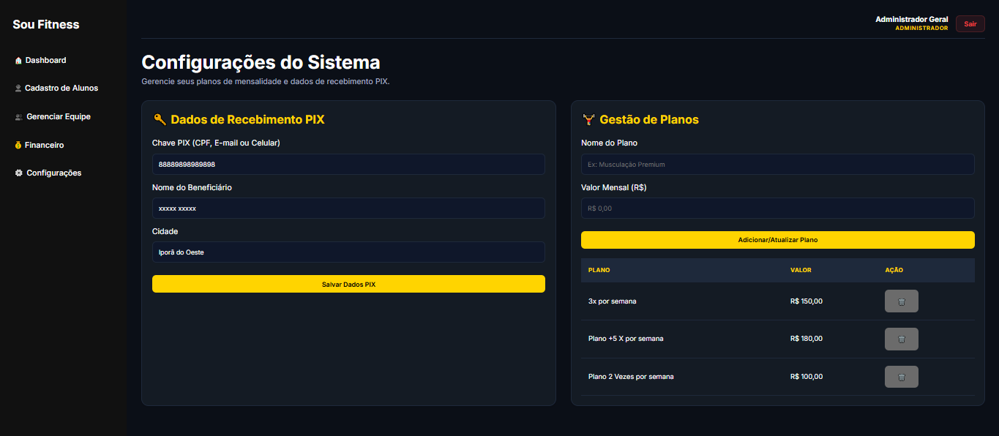 Sou Fitness
Dashboard
Cadastro de Alunos
Gerenciar Equipe
Financeiro
Configurações
Administrador Geral
ADMINISTRADOR
Sair
Configurações do Sistema
Gerencie seus planos de mensalidade e dados de recebimento PIX.
Dados de Recebimento PIX
Chave PIX (CPF, E-mail ou Celular)
88889898989898
Nome do Beneficiário
xxxxx xxxxx
Cidade
Iporã do Oeste
Salvar Dados PIX
Gestão de Planos
Nome do Plano
Ex: Musculação Premium
Valor Mensal (R$)
R$ 0,00
Adicionar/Atualizar Plano
PLANO VALOR AÇÃO
3x por semana R$ 150,00
Plano +5 X por semana R$ 180,00
Plano 2 Vezes por semana R$ 100,00